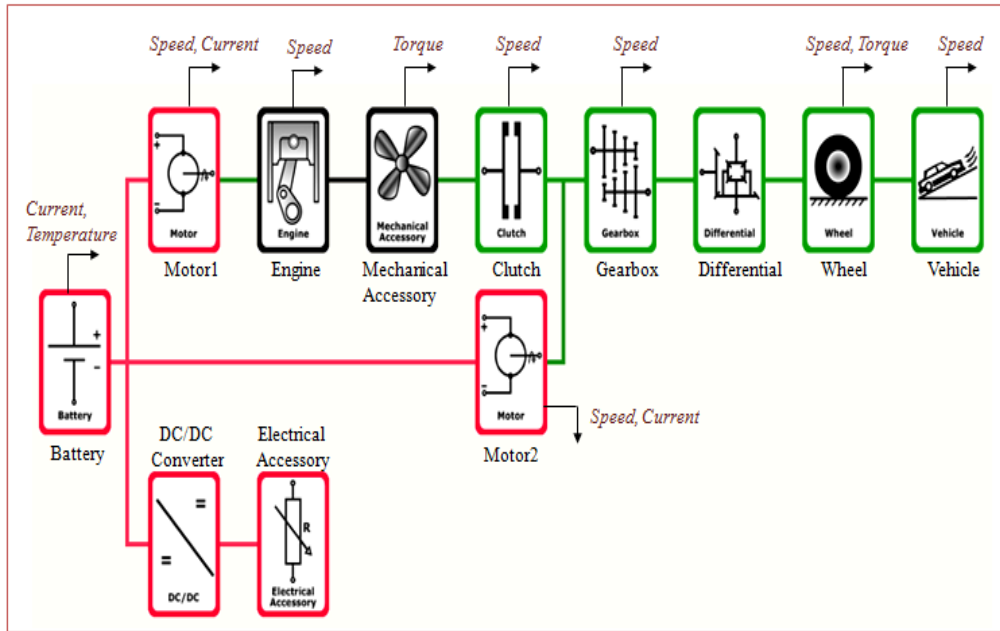 Speed, Current
Speed
Torque
Speed
Speed
Speed, Torque
Speed
+
−
Motor
Engine
Mechanical
Accessory
Clutch
Gearbox
Differential
Wheel
Vehicle
Motor1
Engine
Mechanical
Accessory
Clutch
Gearbox
Differential
Wheel
Vehicle
Current,
Temperature
+
−
Battery
Battery
+
−
Motor
Motor2
Speed, Current
DC/DC
Converter
Electrical
Accessory
=
=
DC/DC
R
Electrical
Accessory